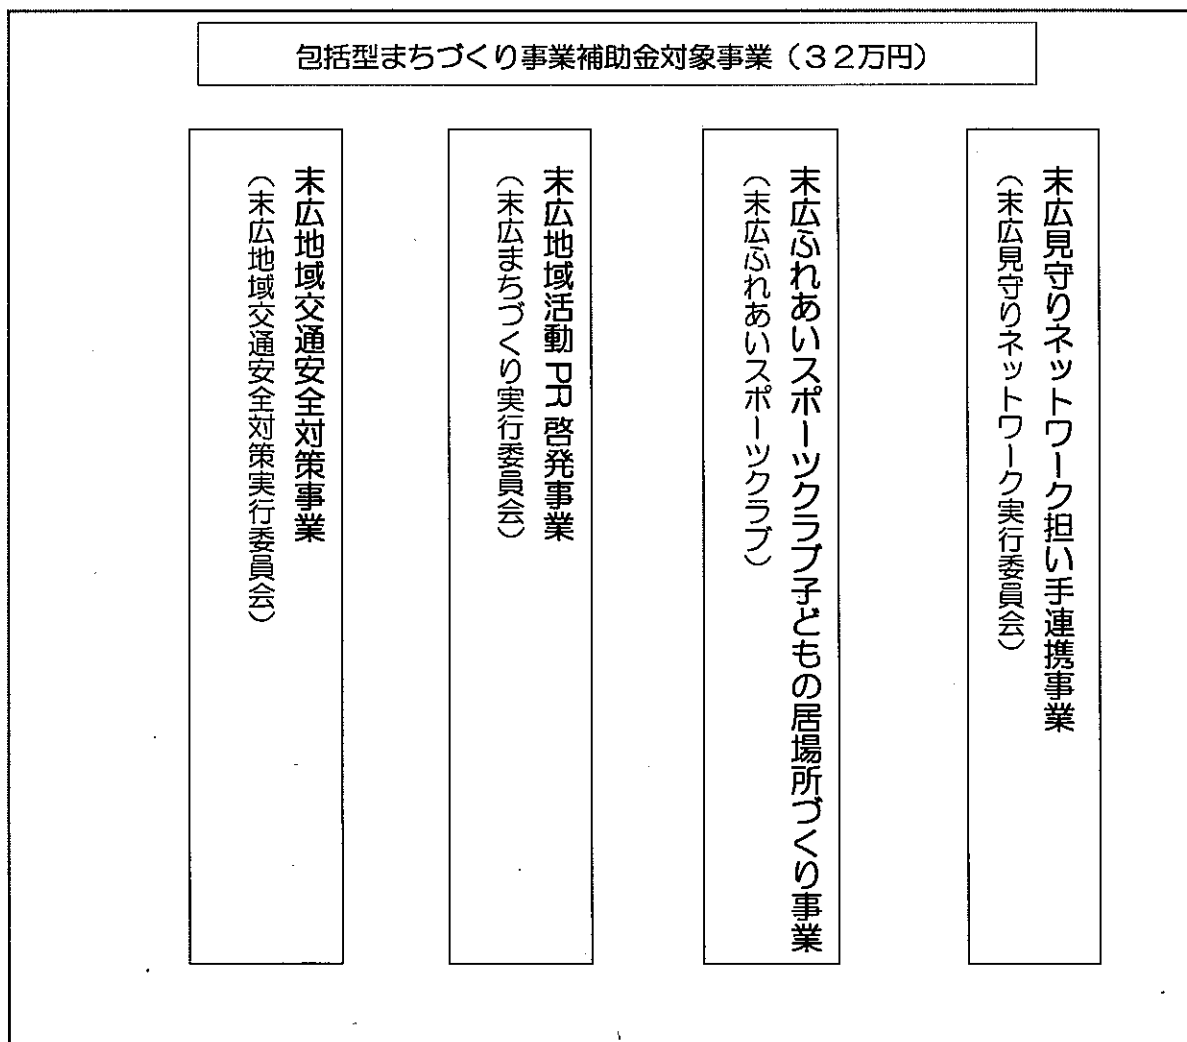 包括型まちづくり事業補助金対象事業（３２万円）
末広見守りネットワーク担い手連携事業
（末広見守りネットワーク実行委員会）
末広ふれあいスポーツクラブ子どもの居場所づくり事業
（末広ふれあいスポーツクラブ）
末広地域活動PR啓発事業
（末広まちづくり実行委員会）
末広地域交通安全対策事業
（末広地域交通安全対策実行委員会）